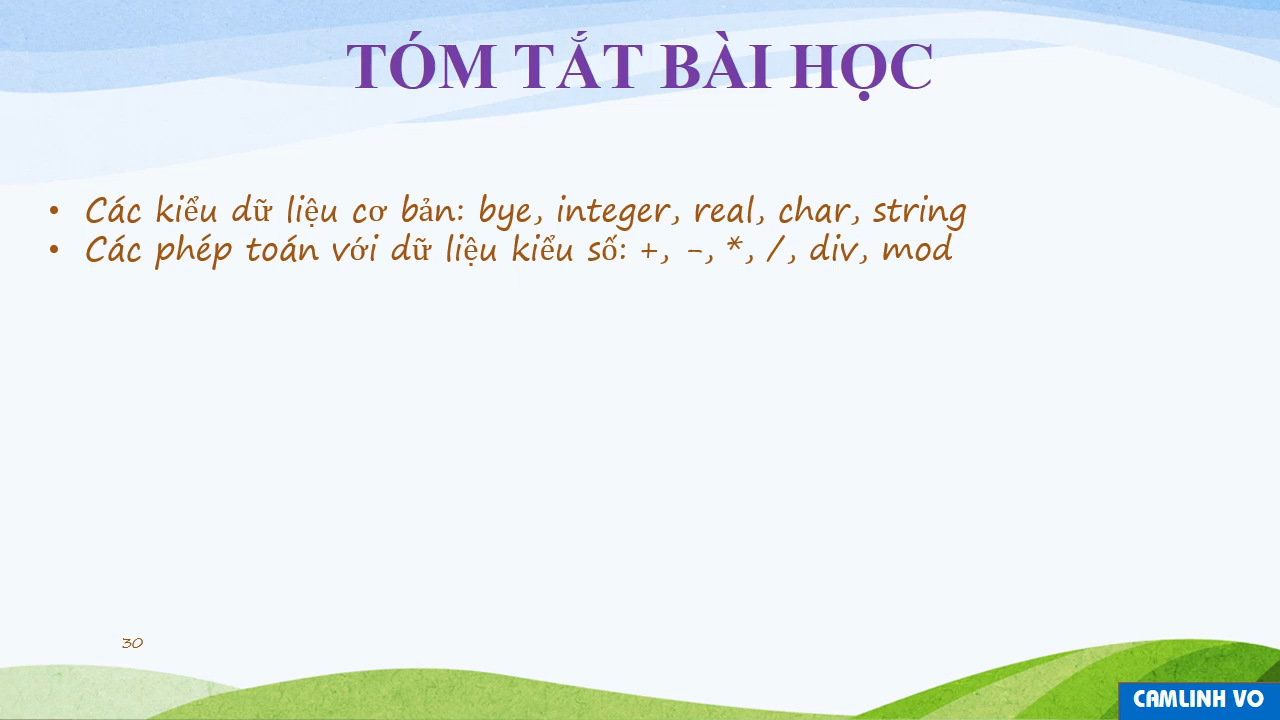 TÓM TẮT BÀI HỌC
• Các kiểu dữ liệu cơ bản: bye, integer, real, char, string
• Các phép toán với dữ liệu kiểu số: +, -, *, /, div, mod
30
CAMLINH VO